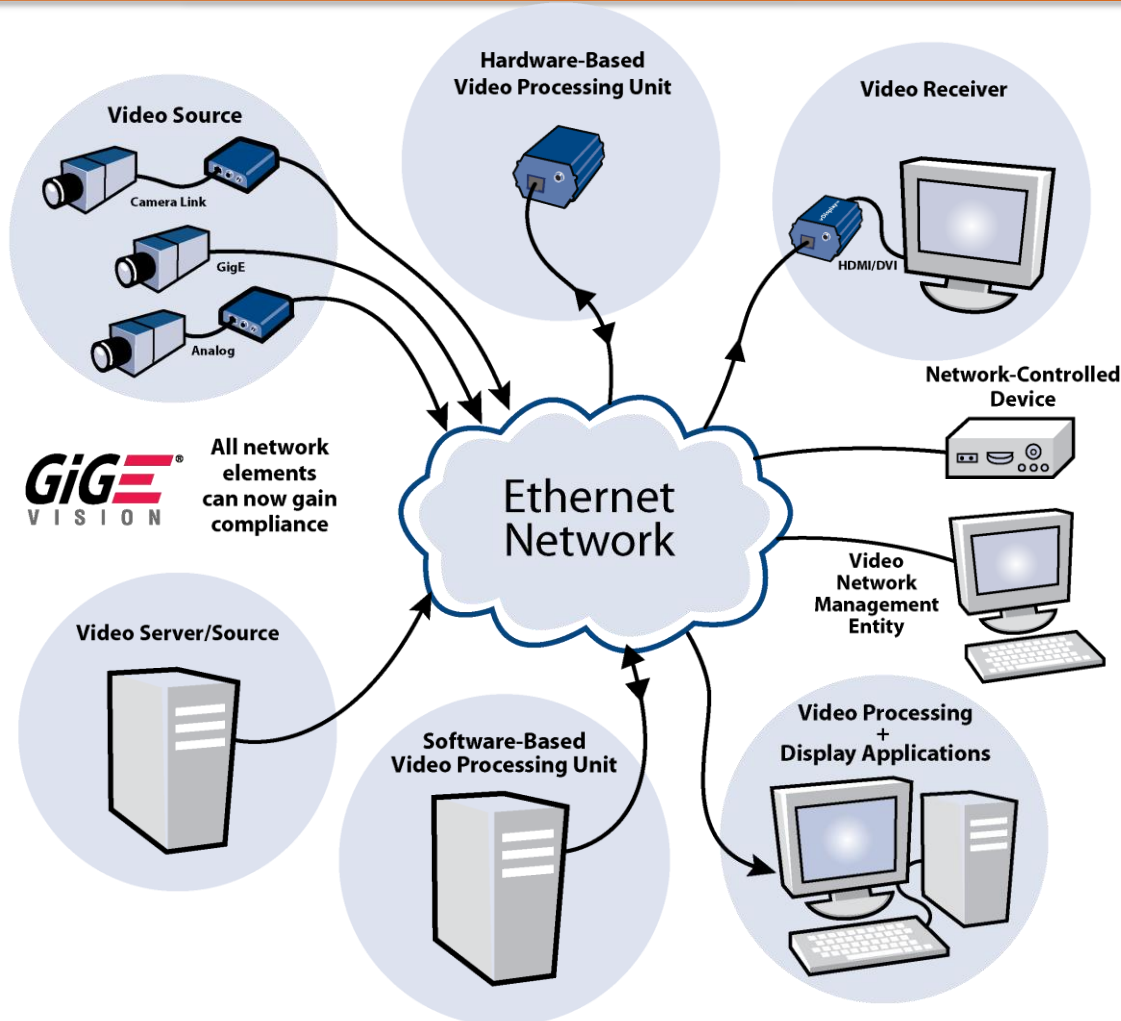 Hardware-Based
Video Processing Unit
Video Source
Camera Link
GigE
Analog
Video Receiver
vDisplay™
HDMI/DVI
Network-Controlled
Device
GiGE®
VISION
All network
elements
can now gain
compliance
Ethernet
Network
Video
Network
Management
Entity
Video Server/Source
Software-Based
Video Processing Unit
Video Processing
+
Display Applications